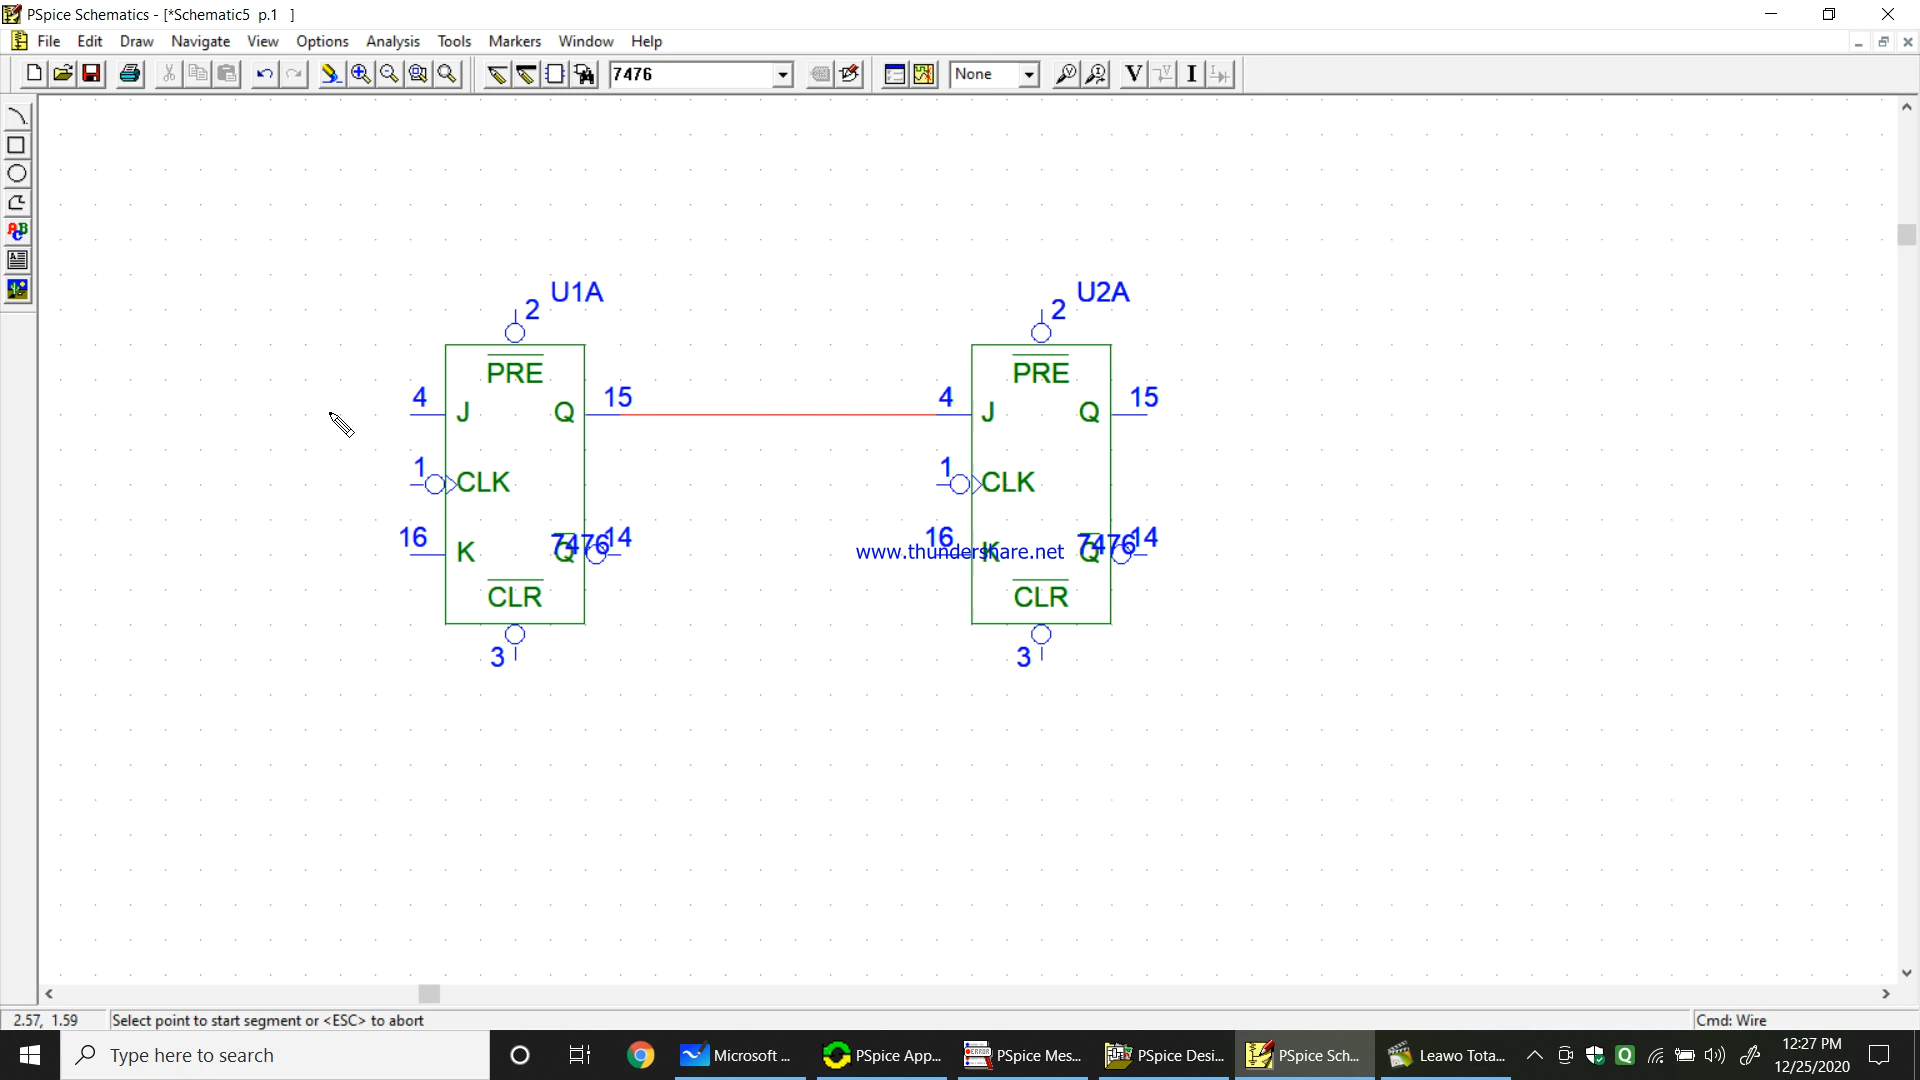 PSpice Schematics - [*Schematic5 p.1 ]
File Edit Draw Navigate View Options Analysis Tools Markers Window Help
7476 None V I
ABC
U1A U2A
2 2
PRE PRE
4 15 4 15
J Q J Q
1 1
CLK CLK
16 7476 14 16 7476 14
K Q www.thundershare.net K Q
CLR CLR
3 3
2.57, 1.59 Select point to start segment or <ESC> to abort Cmd: Wire
Type here to search Microsoft ... PSpice App... PSpice Mes... PSpice Desi... PSpice Sch... Leawo Tota... 12:27 PM
12/25/2020